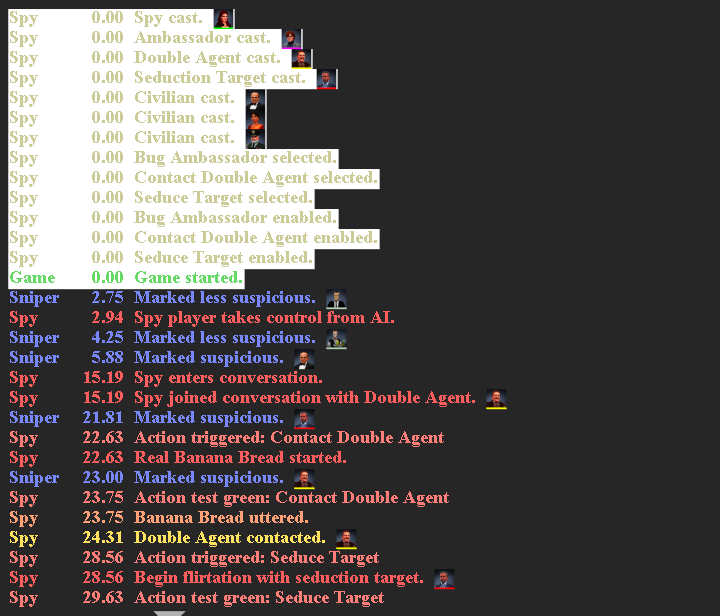 Spy 0.00 Spy cast.
Spy 0.00 Ambassador cast.
Spy 0.00 Double Agent cast.
Spy 0.00 Seduction Target cast.
Spy 0.00 Civilian cast.
Spy 0.00 Civilian cast.
Spy 0.00 Civilian cast.
Spy 0.00 Bug Ambassador selected.
Spy 0.00 Contact Double Agent selected.
Spy 0.00 Seduce Target selected.
Spy 0.00 Bug Ambassador enabled.
Spy 0.00 Contact Double Agent enabled.
Spy 0.00 Seduce Target enabled.
Game 0.00 Game started.
Sniper 2.75 Marked less suspicious.
Spy 2.94 Spy player takes control from AI.
Sniper 4.25 Marked less suspicious.
Sniper 5.88 Marked suspicious.
Spy 15.19 Spy enters conversation.
Spy 15.19 Spy joined conversation with Double Agent.
Sniper 21.81 Marked suspicious.
Spy 22.63 Action triggered: Contact Double Agent
Spy 22.63 Real Banana Bread started.
Sniper 23.00 Marked suspicious.
Spy 23.75 Action test green: Contact Double Agent
Spy 23.75 Banana Bread uttered.
Spy 24.31 Double Agent contacted.
Spy 28.56 Action triggered: Seduce Target
Spy 28.56 Begin flirtation with seduction target.
Spy 29.63 Action test green: Seduce Target